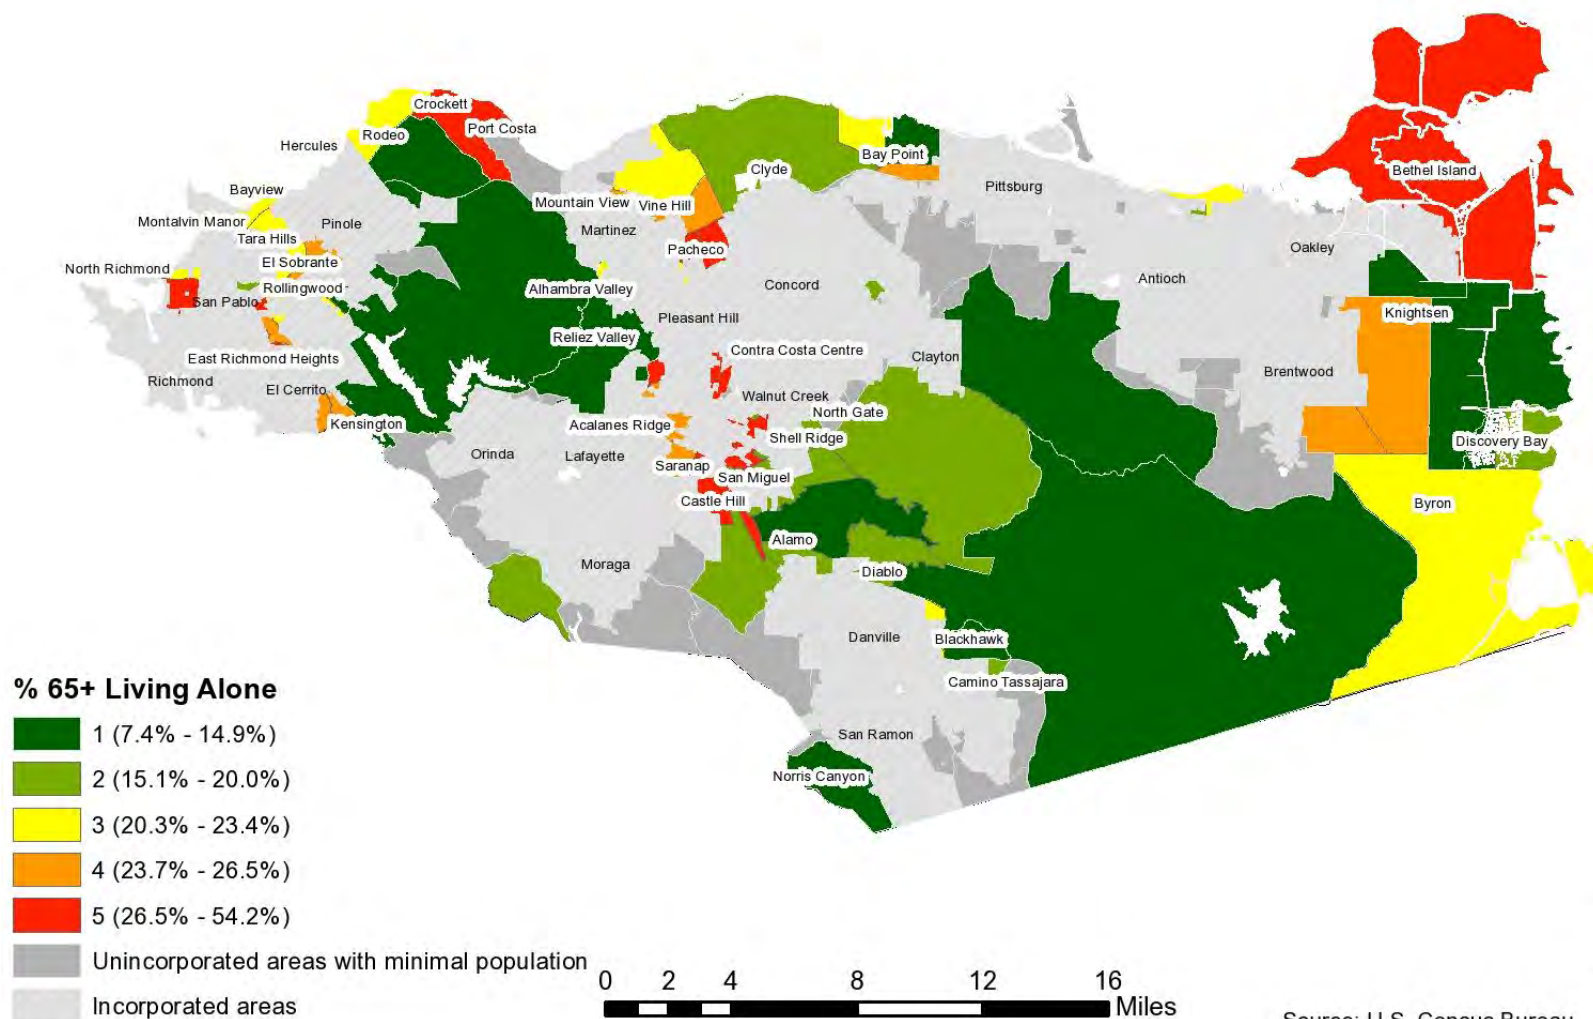 Crockett
Port Costa
Rodeo
Hercules
Bay Point
Clyde
Bethel Island
Bayview
Pittsburg
Mountain View
Vine Hill
Montalvin Manor
Pinole
Martinez
Tara Hills
Pacheco
Oakley
El Sobrante
North Richmond
Antioch
Concord
Rollingwood
Alhambra Valley
San Pablo
Knightsen
Pleasant Hill
Reliez Valley
Contra Costa Centre
East Richmond Heights
Clayton
Richmond
Brentwood
El Cerrito
Walnut Creek
North Gate
Kensington
Acalanes Ridge
Shell Ridge
Discovery Bay
Orinda
Lafayette
Saranap
San Miguel
Castle Hill
Byron
Alamo
Moraga
Diablo
Danville
Blackhawk
Camino Tassajara
San Ramon
Norris Canyon
% 65+ Living Alone
1 (7.4% - 14.9%)
2 (15.1% - 20.0%)
3 (20.3% - 23.4%)
4 (23.7% - 26.5%)
5 (26.5% - 54.2%)
Unincorporated areas with minimal population
Incorporated areas
0 2 4 8 12 16
Miles
Source: U.S. Census Bureau